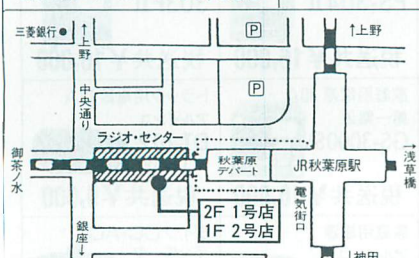 三菱銀行
↑上野
中央通り
P
P
↑上野
ラジオ・センター
御茶ノ水
秋葉原
デパート
JR秋葉原駅
浅草橋
電気街口
2F 1号店
1F 2号店
銀座
神田